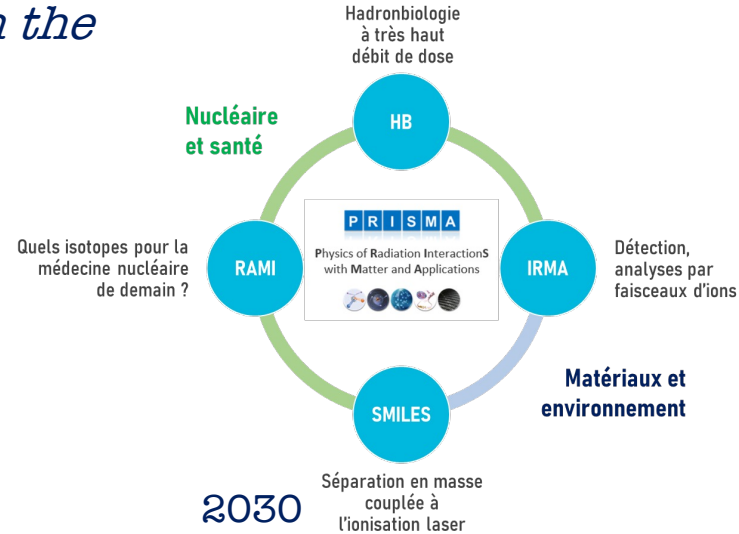 n the
Hadronbiologie
à très haut
débit de dose
Nucléaire
et santé
HB
PRISMA
Physics of Radiation InteractionS
with Matter and Applications
Quels isotopes pour la
médecine nucléaire
de demain ?
RAMI
IRMA
Détection,
analyses par
faisceaux d'ions
Matériaux et
environnement
SMILES
2030
Séparation en masse
couplée à
l'ionisation laser